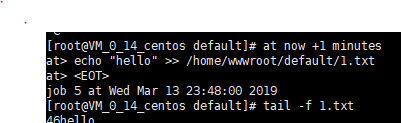 [root@VM_0_14_centos default]# at now +1 minutes
at> echo "hello" >> /home/wwwroot/default/1.txt
at> <EOT>
job 5 at Wed Mar 13 23:48:00 2019
[root@VM_0_14_centos default]# tail -f 1.txt
46hello